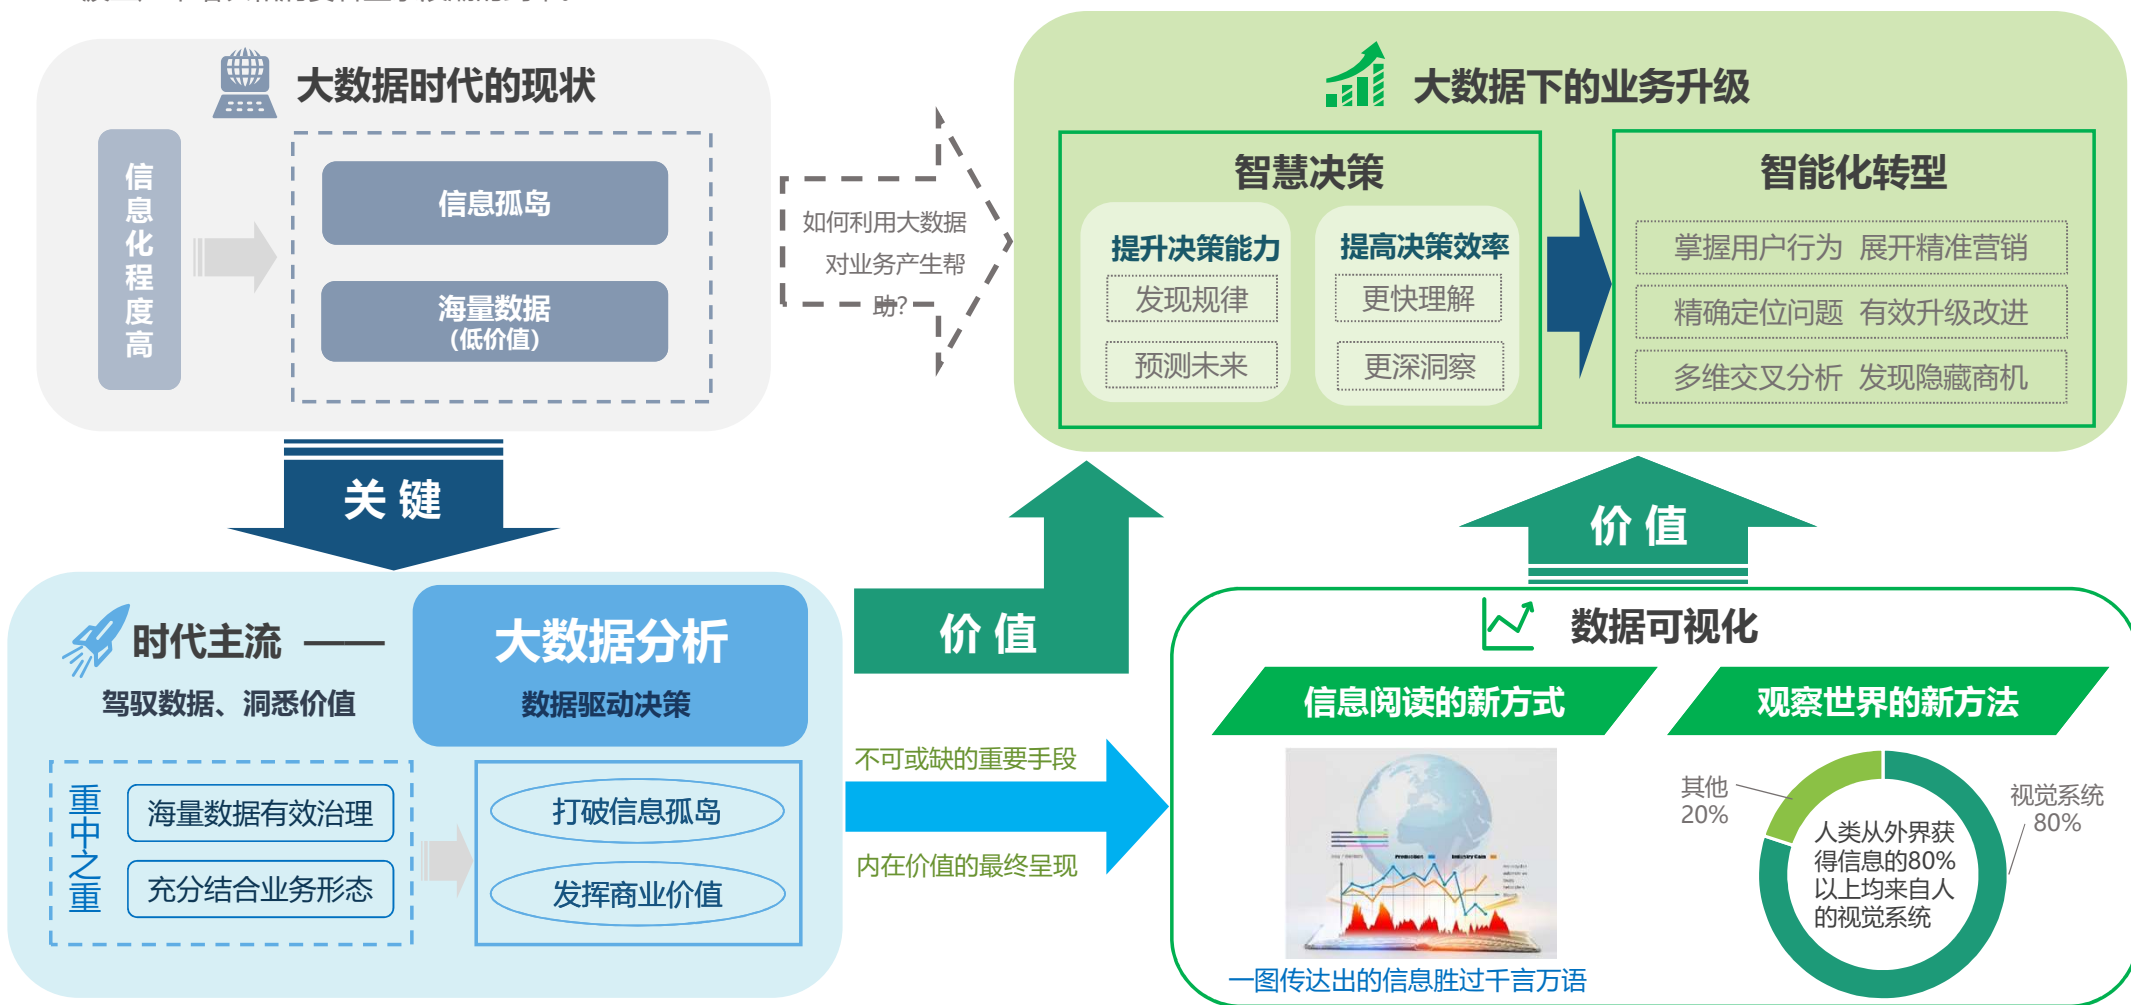 大数据时代的现状
信息化程度高
信息孤岛
海量数据
(低价值)
如何利用大数据
对业务产生帮
助?
大数据下的业务升级
智慧决策
提升决策能力
发现规律
预测未来
提高决策效率
更快理解
更深洞察
智能化转型
掌握用户行为 展开精准营销
精确定位问题 有效升级改进
多维交叉分析 发现隐藏商机
关键
价值
价值
时代主流 ——
驾驭数据、洞悉价值
大数据分析
数据驱动决策
重中之重
海量数据有效治理
充分结合业务形态
打破信息孤岛
发挥商业价值
不可或缺的重要手段
内在价值的最终呈现
数据可视化
信息阅读的新方式
Production
Industry Cam
一图传达出的信息胜过千言万语
观察世界的新方法
其他
20%
视觉系统
80%
人类从外界获
得信息的80%
以上均来自人
的视觉系统